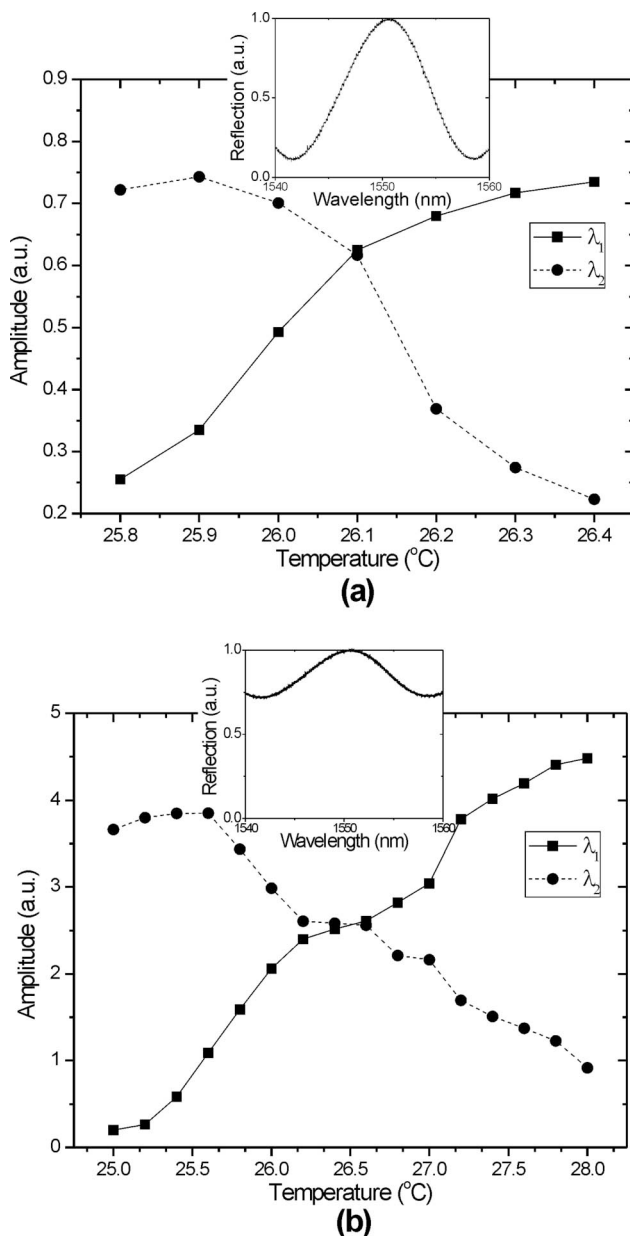 1.0
0.5
0.0
Reflection (a.u.)
1540 1550 1560
Wavelength (nm)
0.9
0.8
0.7
0.6
0.5
0.4
0.3
0.2
Amplitude (a.u.)
λ1
λ2
25.8 25.9 26.0 26.1 26.2 26.3 26.4
Temperature (°C)
(a)
1.0
0.5
0.0
Reflection (a.u.)
1540 1550 1560
Wavelength (nm)
5
4
3
2
1
0
Amplitude (a.u.)
λ1
λ2
25.0 25.5 26.0 26.5 27.0 27.5 28.0
Temperature (°C)
(b)